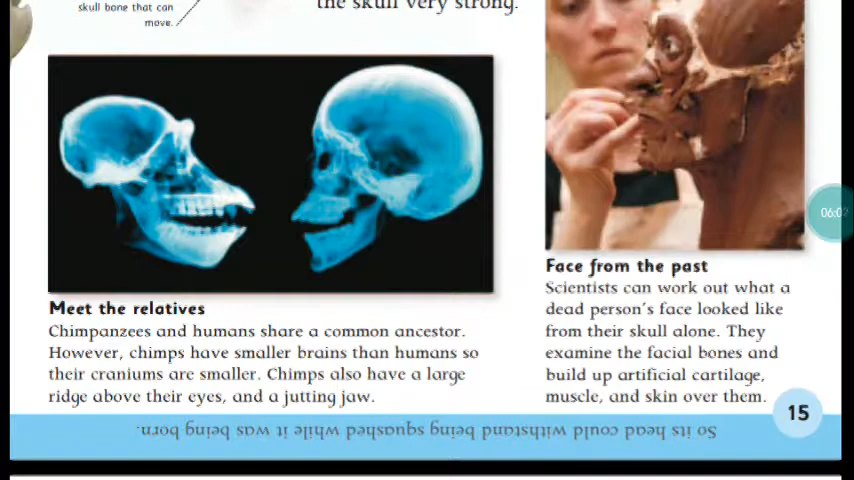 skull bone that can
move.
the skull very strong.
Meet the relatives
Chimpanzees and humans share a common ancestor.
However, chimps have smaller brains than humans so
their craniums are smaller. Chimps also have a large
ridge above their eyes, and a jutting jaw.
Face from the past
Scientists can work out what a
dead person's face looked like
from their skull alone. They
examine the facial bones and
build up artificial cartilage,
muscle, and skin over them.
15
So its head could withstand being squashed while it was being born.
06:02